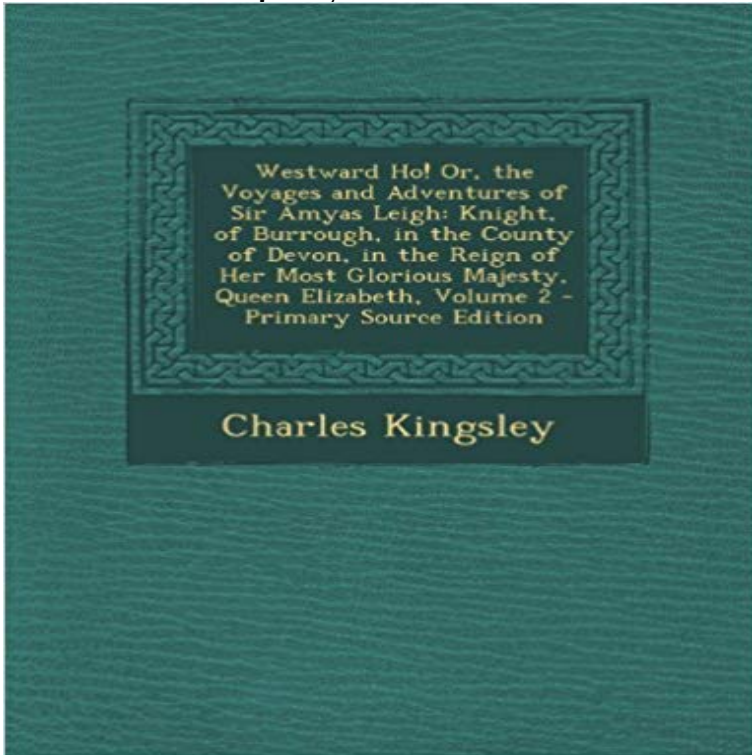 Westward Ho! Or, the
Voyages and Adventures of
Sir Amyas Leigh: Knight,
of Burrough, in the County
of Devon, in the Reign of
Her Most Glorious Majesty,
Queen Elizabeth, Volume 2 -
Primary Source Edition
Charles Kingsley